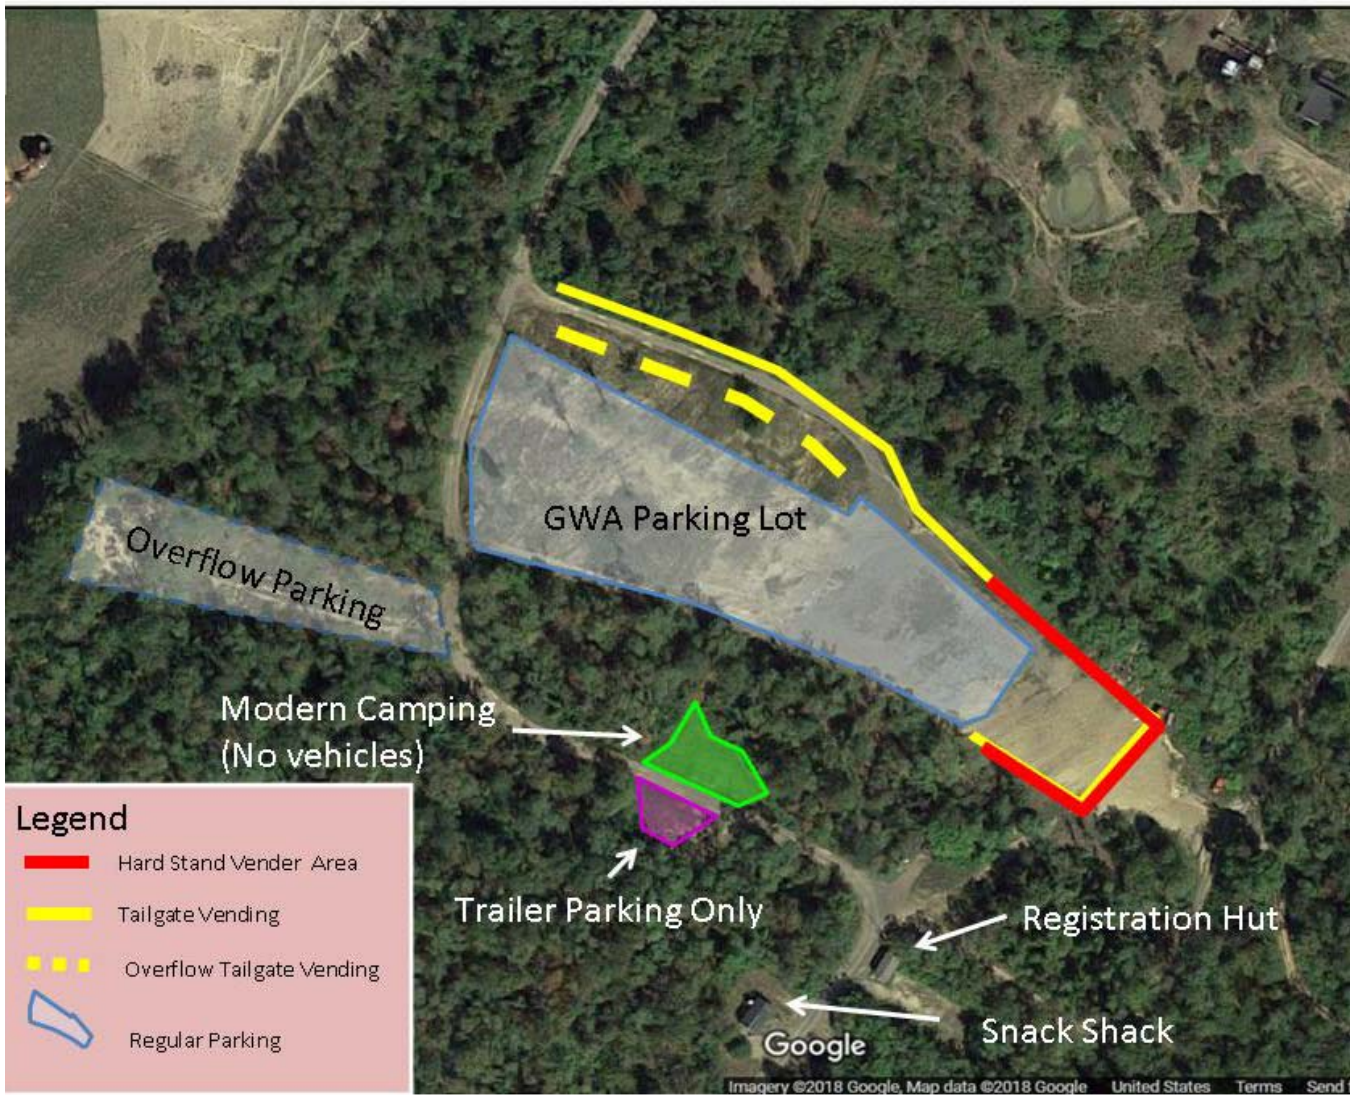 GWA Parking Lot
Overflow Parking
Modern Camping
(No vehicles)
Legend
Hard Stand Vender Area
Tailgate Vending
Overflow Tailgate Vending
Regular Parking
Trailer Parking Only
Registration Hut
Snack Shack
Google
Imagery ©2018 Google, Map data ©2018 Google United States Terms Send